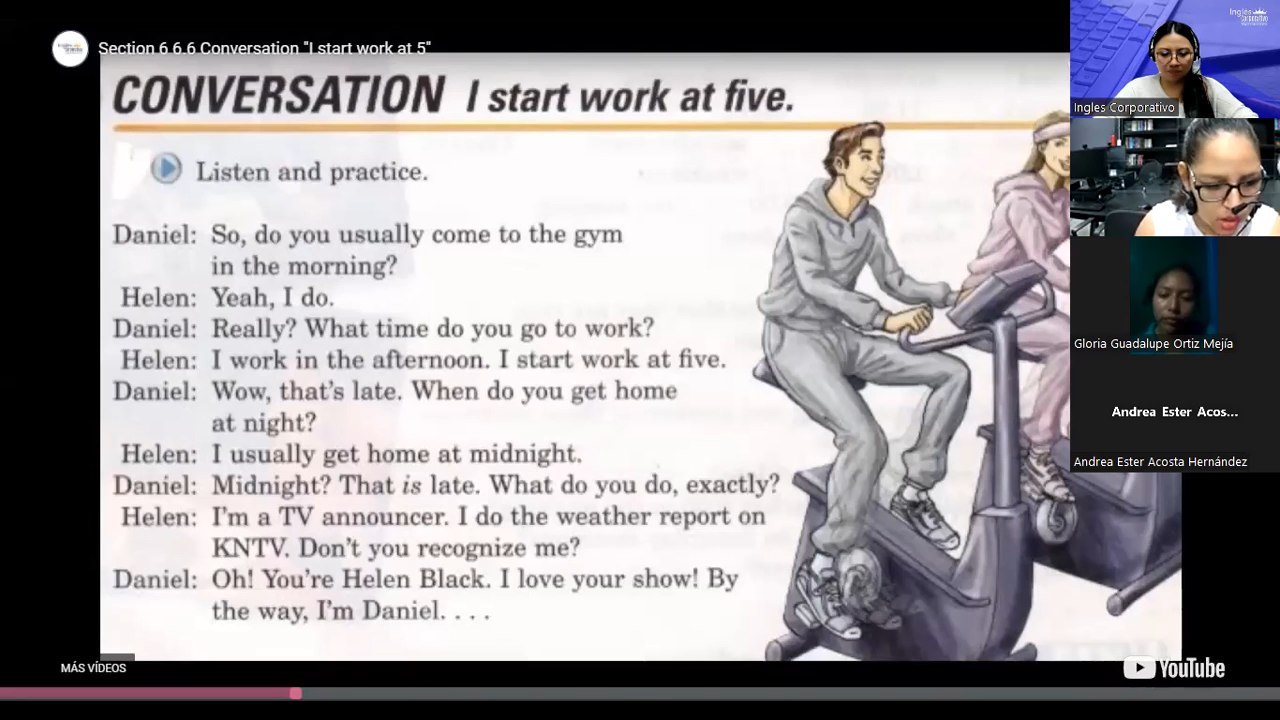 Section 6 6.6 Conversation "I start work at 5"
CONVERSATION I start work at five.
Listen and practice.
Daniel: So, do you usually come to the gym
in the morning?
Helen: Yeah, I do.
Daniel: Really? What time do you go to work?
Helen: I work in the afternoon. I start work at five.
Daniel: Wow, that's late. When do you get home
at night?
Helen: I usually get home at midnight.
Daniel: Midnight? That is late. What do you do, exactly?
Helen: I'm a TV announcer. I do the weather report on
KNTV. Don't you recognize me?
Daniel: Oh! You're Helen Black. I love your show! By
the way, I'm Daniel. . . .
MÁS VÍDEOS
YouTube
Ingles
Corporativo
Ingles Corporativo
Gloria Guadalupe Ortiz Mejía
Andrea Ester Acos...
Andrea Ester Acosta Hernández